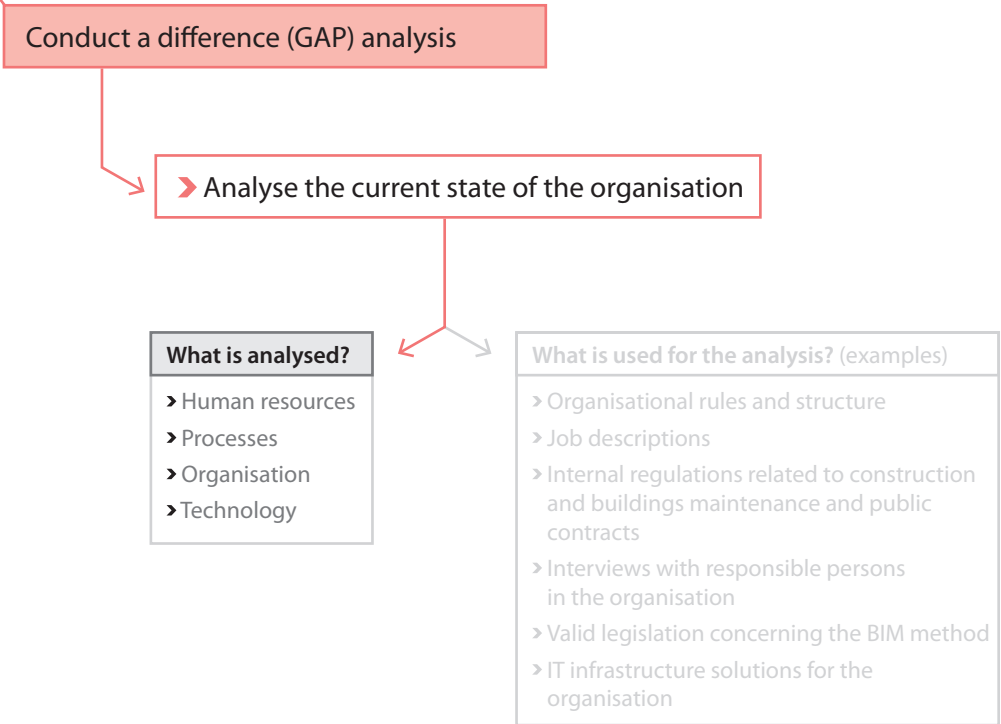 Conduct a difference (GAP) analysis
Analyse the current state of the organisation
What is analysed?
Human resources
Processes
Organisation
Technology
What is used for the analysis? (examples)
Organisational rules and structure
Job descriptions
Internal regulations related to construction
and buildings maintenance and public
contracts
Interviews with responsible persons
in the organisation
Valid legislation concerning the BIM method
IT infrastructure solutions for the
organisation